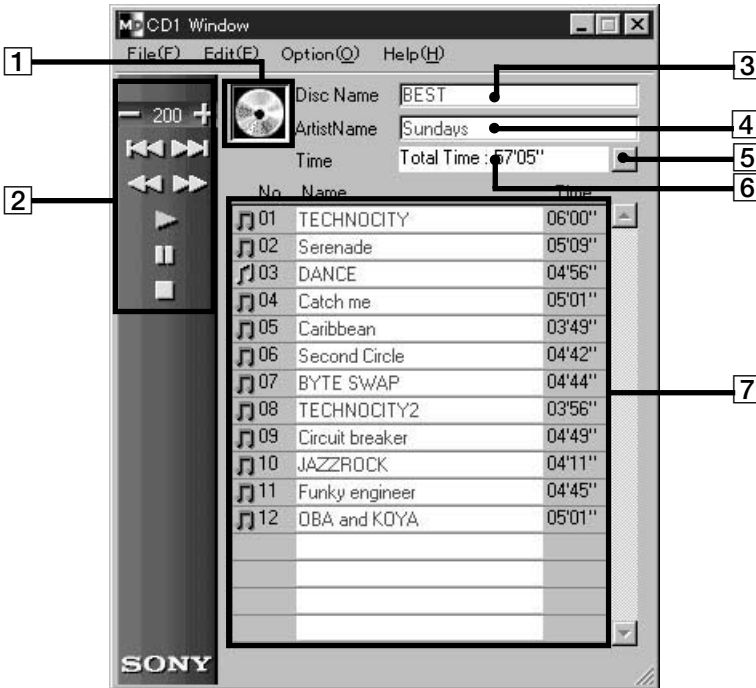 CD1 Window
File(F) Edit(E) Option(O) Help(H)
1
3
Disc Name BEST
200
4
ArtistName Sundays
5
Time Total Time : 57'05"
6
2
No. Name Time
01 TECHNOCITY 06'00"
02 Serenade 05'09"
03 DANCE 04'56"
04 Catch me 05'01"
05 Caribbean 03'49"
06 Second Circle 04'42"
07 BYTE SWAP 04'44"
7
08 TECHNOCITY2 03'56"
09 Circuit breaker 04'49"
10 JAZZROCK 04'11"
11 Funky engineer 04'45"
12 OBA and KOYA 05'01"
SONY